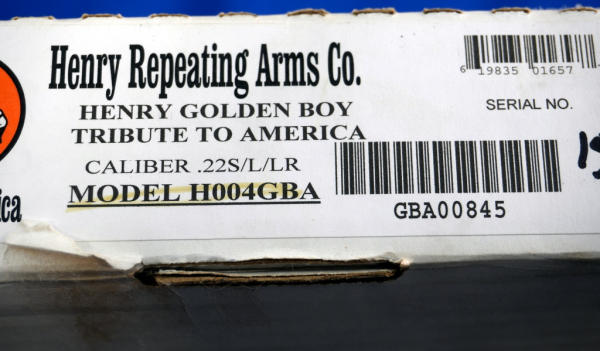 Henry Repeating Arms Co.
HENRY GOLDEN BOY
TRIBUTE TO AMERICA
CALIBER .22S/L/LR
MODEL H004GBA
6 19835 01657
SERIAL NO.
GBA00845
ica